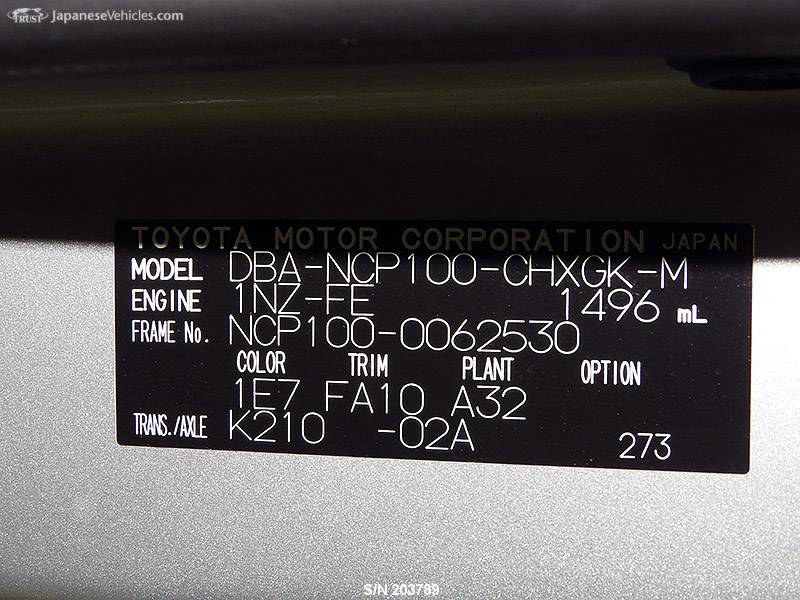 TRUST JapaneseVehicles.com
TOYOTA MOTOR CORPORATION JAPAN
MODEL DBA-NCP100-CHXGK-M
ENGINE 1NZ-FE 1496 mL
FRAME No. NCP100-0062530
COLOR TRIM PLANT OPTION
1E7 FA10 A32
TRANS./AXLE K210 -02A 273
S/N 203789